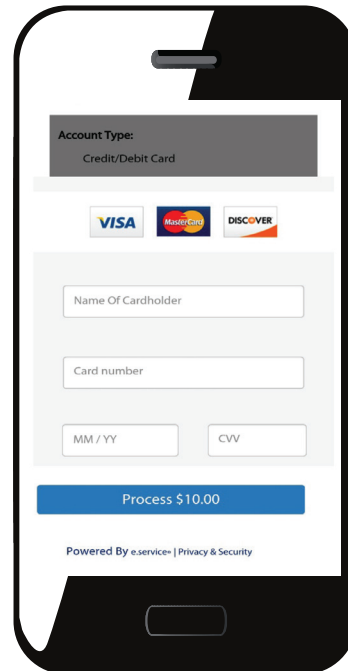 Account Type:
Credit/Debit Card
VISA MasterCard DISCOVER
Name Of Cardholder
Card number
MM / YY CVV
Process $10.00
Powered By e.service* | Privacy & Security